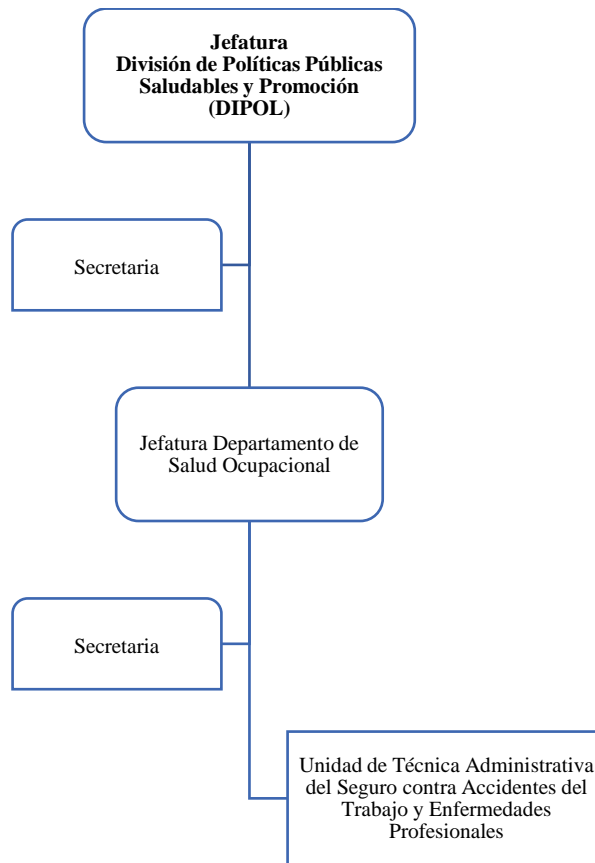 Jefatura
División de Políticas Públicas
Saludables y Promoción
(DIPOL)
Secretaria
Jefatura Departamento de
Salud Ocupacional
Secretaria
Unidad de Técnica Administrativa
del Seguro contra Accidentes del
Trabajo y Enfermedades
Profesionales